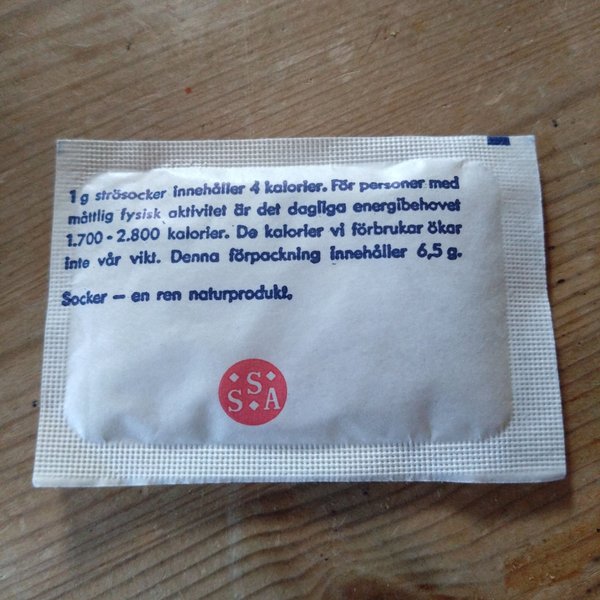 1 g strösocker innehåller 4 kalorier. För personer med
måttlig fysisk aktivitet är det dagliga energibehovet
1.700 - 2.800 kalorier. De kalorier vi förbrukar ökar
inte vår vikt. Denna förpackning innehåller 6,5 g.
Socker – en ren naturprodukt.
SSA